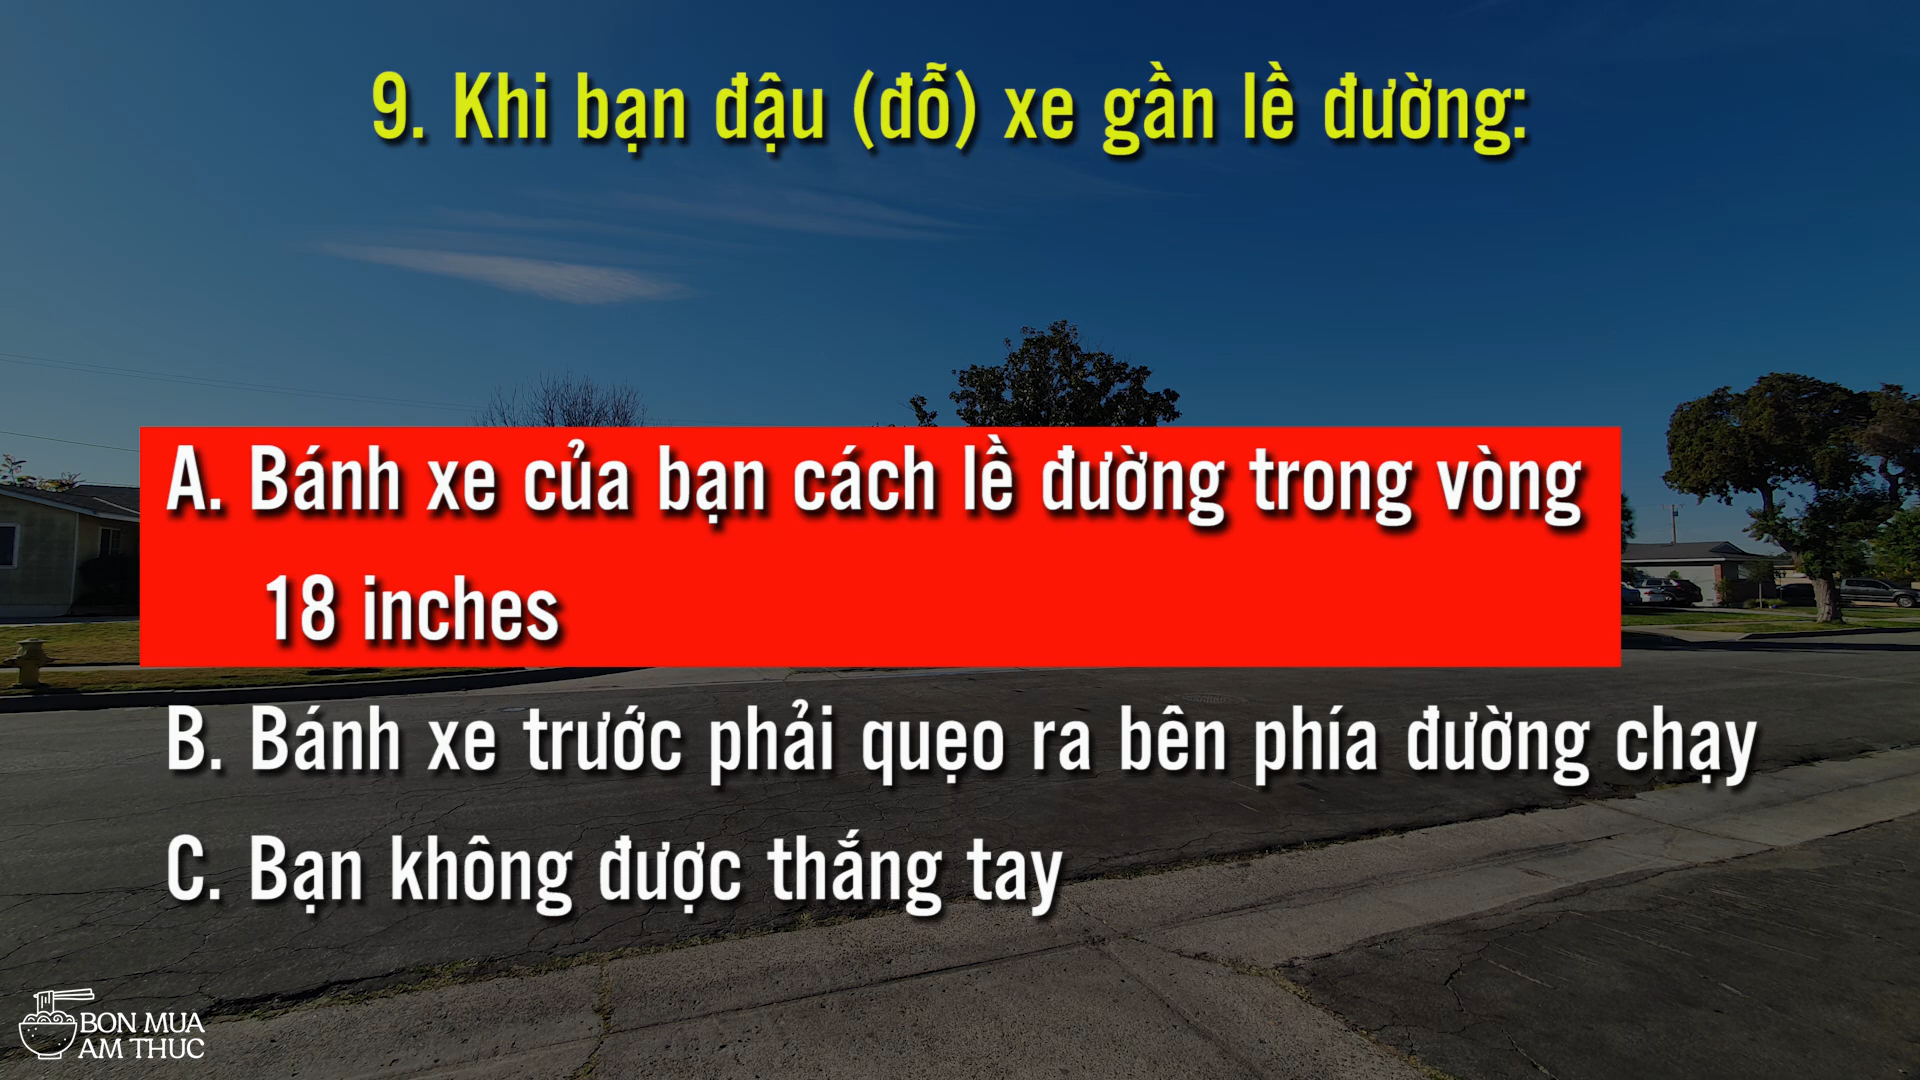 9. Khi bạn đậu (đỗ) xe gần lề đường:
A. Bánh xe của bạn cách lề đường trong vòng
18 inches
B. Bánh xe trước phải quẹo ra bên phía đường chạy
C. Bạn không được thắng tay
BON MUA
AM THUC